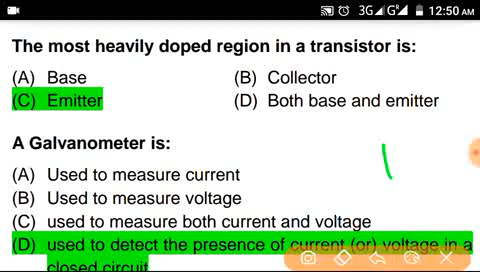 3G G 12:50 AM
The most heavily doped region in a transistor is:
(A) Base (B) Collector
(C) Emitter (D) Both base and emitter
A Galvanometer is:
(A) Used to measure current
(B) Used to measure voltage
(C) used to measure both current and voltage
(D) used to detect the presence of current (or) voltage in a
closed circuit